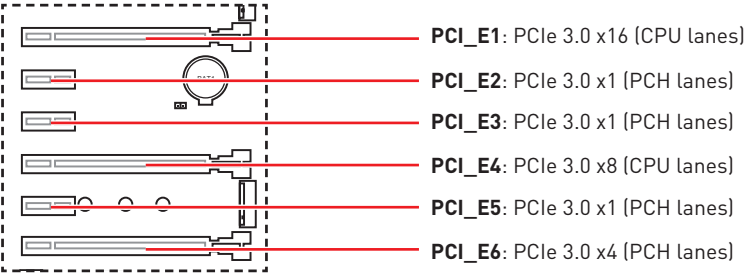 PCI_E1: PCIe 3.0 x16 (CPU lanes)
PCI_E2: PCIe 3.0 x1 (PCH lanes)
BAT1
PCI_E3: PCIe 3.0 x1 (PCH lanes)
PCI_E4: PCIe 3.0 x8 (CPU lanes)
PCI_E5: PCIe 3.0 x1 (PCH lanes)
PCI_E6: PCIe 3.0 x4 (PCH lanes)